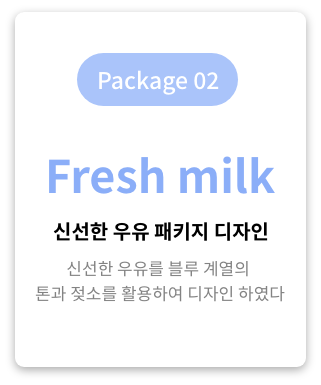 Package 02
Fresh milk
신선한 우유 패키지 디자인
신선한 우유를 블루 계열의
톤과 젖소를 활용하여 디자인 하였다